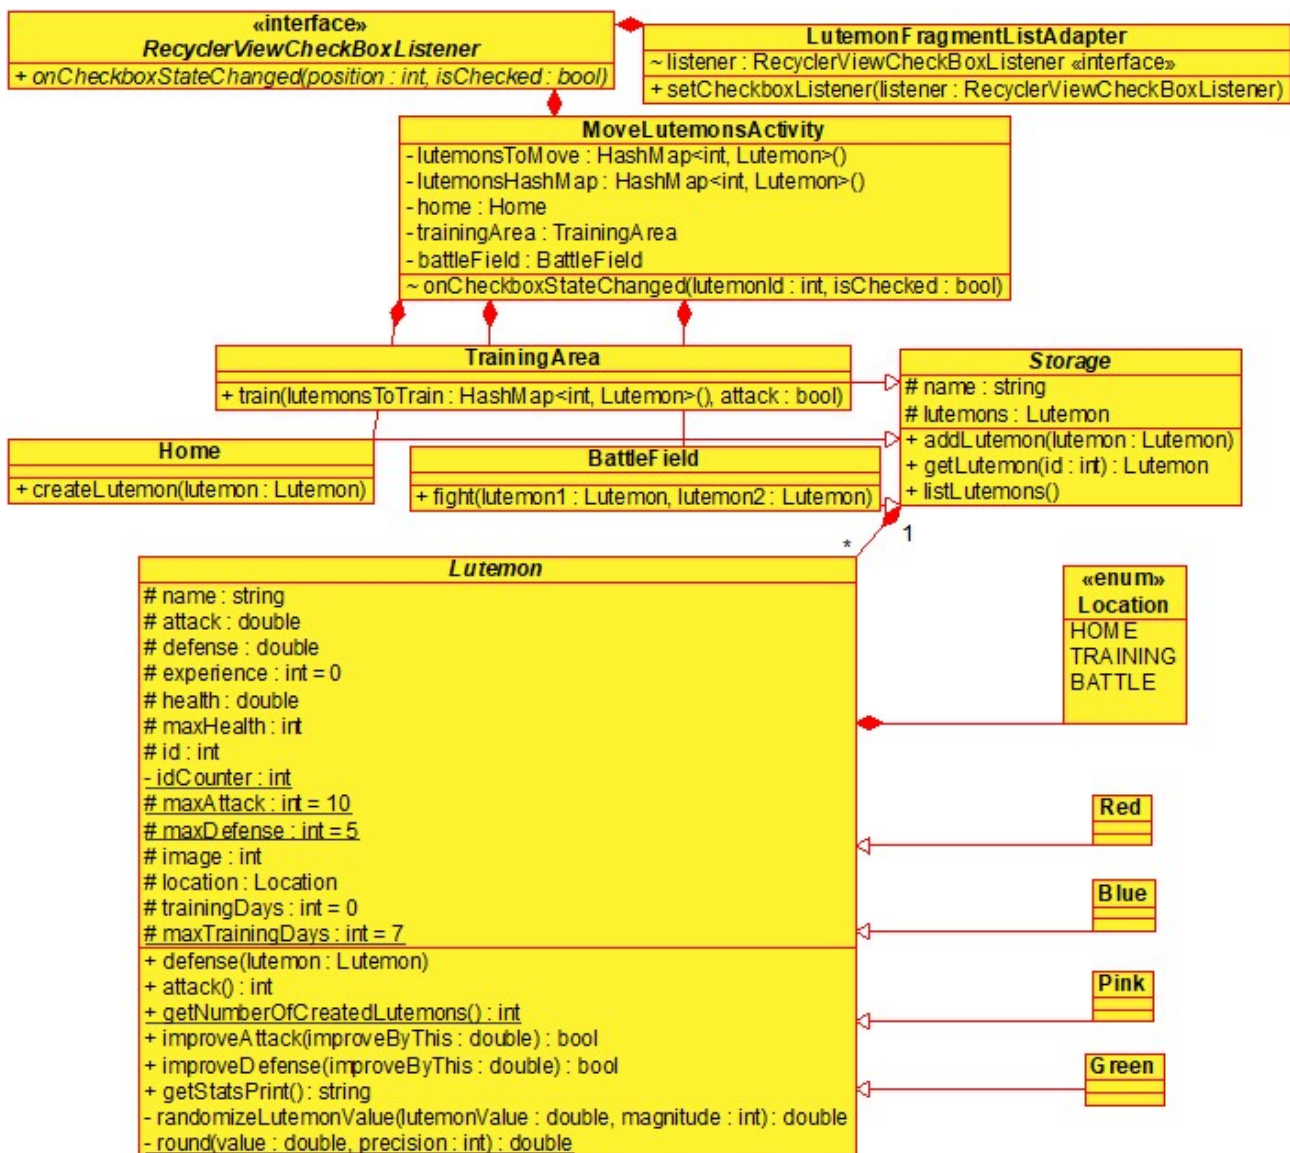 «interface»
RecyclerViewCheckBoxListener
+ onCheckboxStateChanged(position : int, isChecked : bool)
LutemonFragmentListAdapter
~ listener : RecyclerViewCheckBoxListener «interface»
+ setCheckboxListener(listener : RecyclerViewCheckBoxListener)
MoveLutemonsActivity
- lutemonsToMove : HashMap<int, Lutemon>()
- lutemonsHashMap : HashMap<int, Lutemon>()
- home : Home
- trainingArea : TrainingArea
- battleField : BattleField
~ onCheckboxStateChanged(lutemonId : int, isChecked : bool)
TrainingArea
+ train(lutemonsToTrain : HashMap<int, Lutemon>(), attack : bool)
Storage
# name : string
# lutemons : Lutemon
+ addLutemon(lutemon : Lutemon)
+ getLutemon(id : int) : Lutemon
+ listLutemons()
Home
+ createLutemon(lutemon : Lutemon)
BattleField
+ fight(lutemon1 : Lutemon, lutemon2 : Lutemon)
1
*
Lutemon
# name : string
# attack : double
# defense : double
# experience : int = 0
# health : double
# maxHealth : int
# id : int
- idCounter : int
# maxAttack : int = 10
# maxDefense : int = 5
# image : int
# location : Location
# trainingDays : int = 0
# maxTrainingDays : int = 7
+ defense(lutemon : Lutemon)
+ attack() : int
+ getNumberOfCreatedLutemons() : int
+ improveAttack(improveByThis : double) : bool
+ improveDefense(improveByThis : double) : bool
+ getStatsPrint() : string
- randomizeLutemonValue(lutemonValue : double, magnitude : int) : double
- round(value : double, precision : int) : double
«enum»
Location
HOME
TRAINING
BATTLE
Red
Blue
Pink
Green